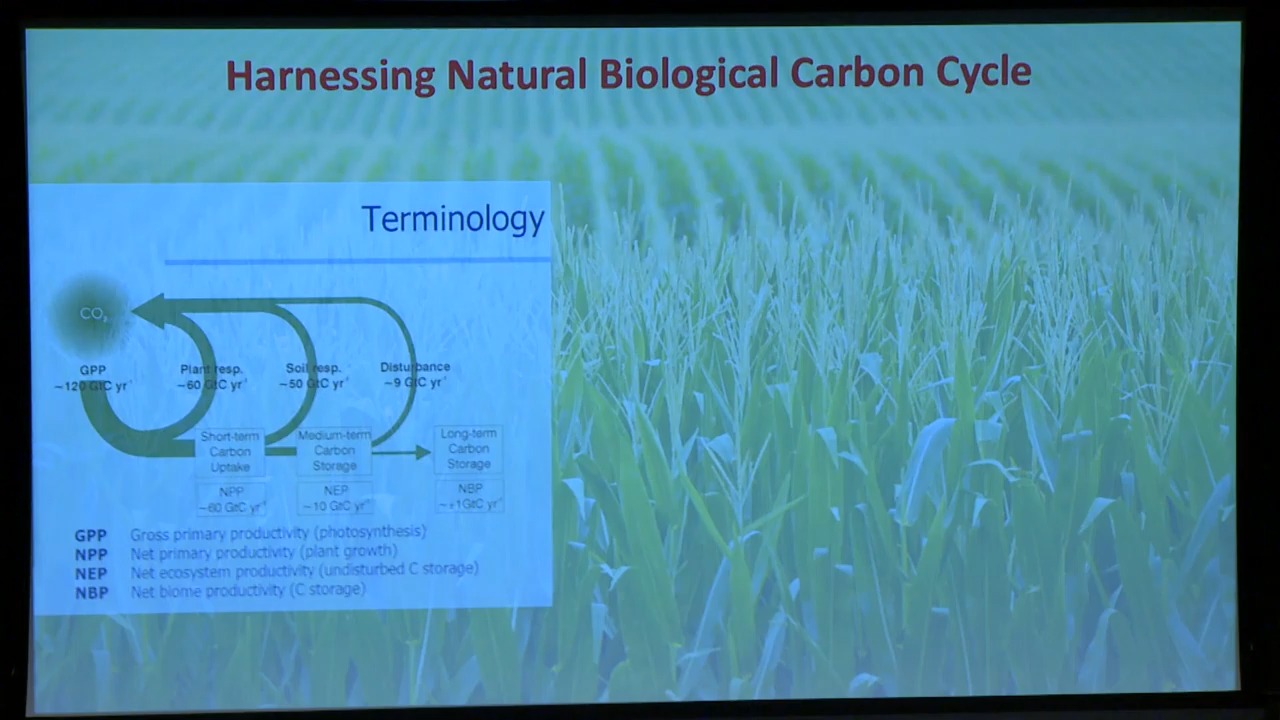 Harnessing Natural Biological Carbon Cycle
Terminology
CO₂
GPP
~120 GtC yr⁻¹
Plant resp.
~60 GtC yr⁻¹
Soil resp.
~50 GtC yr⁻¹
Disturbance
~9 GtC yr⁻¹
Short-term
Carbon
Uptake
Medium-term
Carbon
Storage
Long-term
Carbon
Storage
NPP
~60 GtC yr⁻¹
NEP
~10 GtC yr⁻¹
NBP
~+1GtC yr⁻¹
GPP Gross primary productivity (photosynthesis)
NPP Net primary productivity (plant growth)
NEP Net ecosystem productivity (undisturbed C storage)
NBP Net biome productivity (C storage)